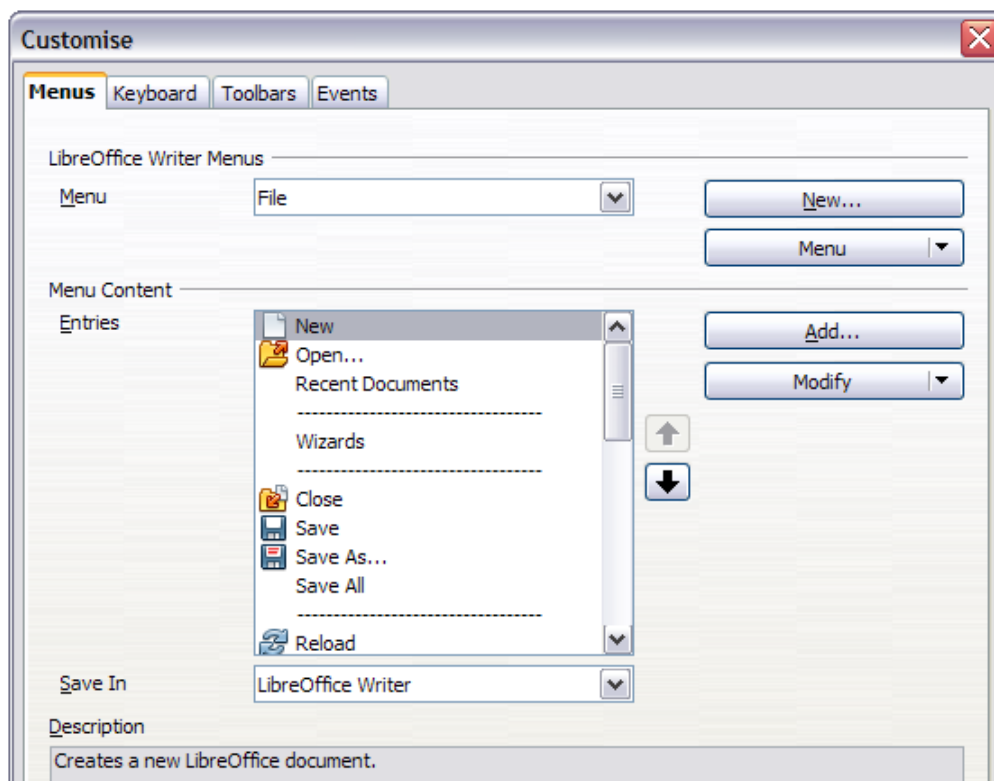 Customise
Menus Keyboard Toolbars Events
LibreOffice Writer Menus
Menu File New...
Menu
Menu Content
Entries New Add...
Open...
Recent Documents Modify
---------------------------------
Wizards
---------------------------------
Close
Save
Save As...
Save All
---------------------------------
Reload
Save In LibreOffice Writer
Description
Creates a new LibreOffice document.